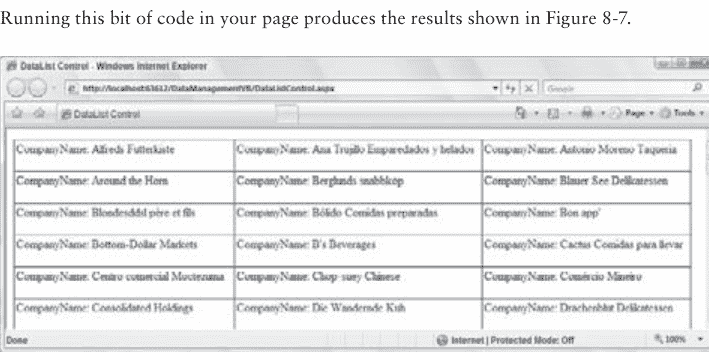 Running this bit of code in your page produces the results shown in Figure 8-7.
DataList Control - Windows Internet Explorer
http://localhost:63612/DataManagementVB/DataListControl.aspx
Google
DataList Control
Page
Tools
CompanyName: Alfreds Futterkiste CompanyName: Ana Trujillo Emparedados y helados CompanyName: Antonio Moreno Taquería
CompanyName: Around the Horn CompanyName: Berglunds snabbköp CompanyName: Blauer See Delikatessen
CompanyName: Blondesddsl père et fils CompanyName: Bólido Comidas preparadas CompanyName: Bon app'
CompanyName: Bottom-Dollar Markets CompanyName: B's Beverages CompanyName: Cactus Comidas para llevar
CompanyName: Centro comercial Moctezuma CompanyName: Chop-suey Chinese CompanyName: Comércio Mineiro
CompanyName: Consolidated Holdings CompanyName: Die Wandernde Kuh CompanyName: Drachenblut Delikatessen
Done
Internet | Protected Mode: Off
100%